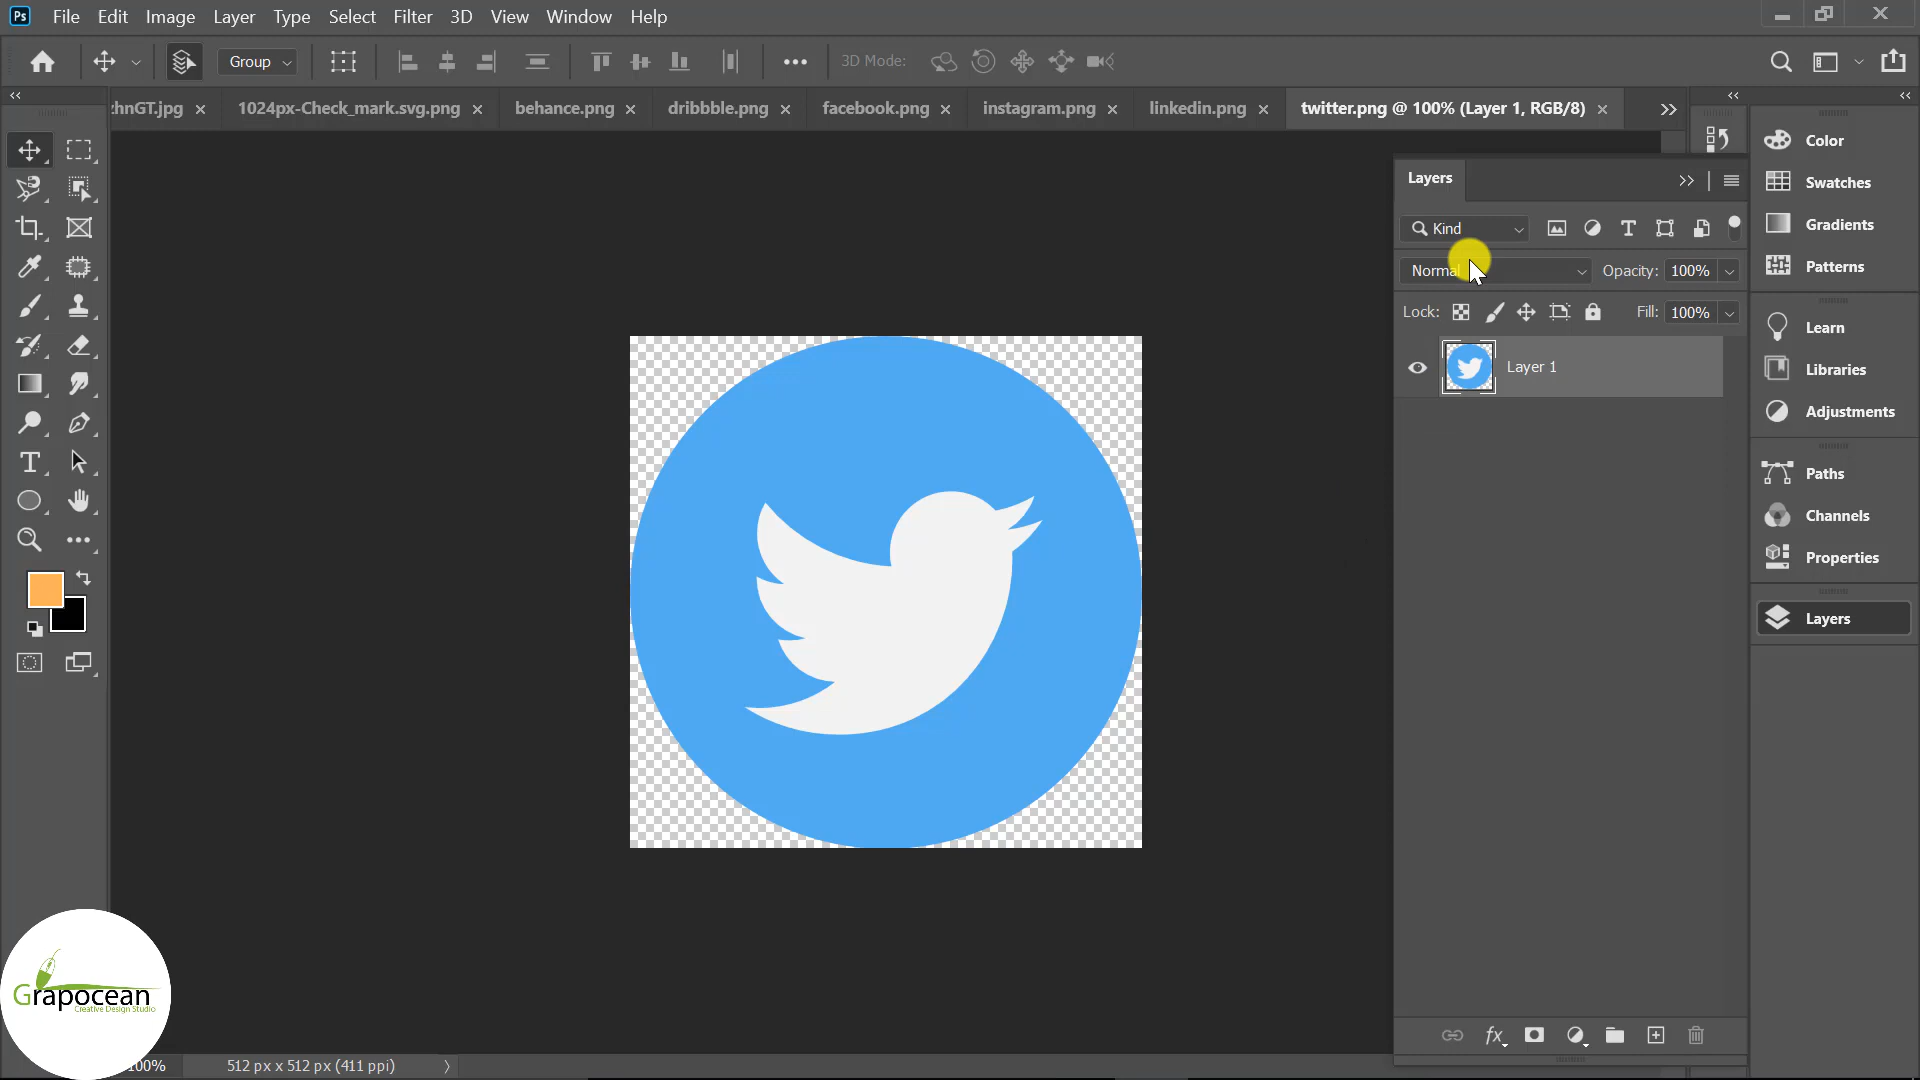 Ps File Edit Image Layer Type Select Filter 3D View Window Help
Group 3D Mode:
zhnGT.jpg 1024px-Check_mark.svg.png behance.png dribbble.png facebook.png instagram.png linkedin.png twitter.png @ 100% (Layer 1, RGB/8)
Layers
Kind
Normal Opacity: 100%
Lock: Fill: 100%
Layer 1
Color
Swatches
Gradients
Patterns
Learn
Libraries
Adjustments
Paths
Channels
Properties
Layers
Grapocean
Creative Design Studio
100% 512 px x 512 px (411 ppi)